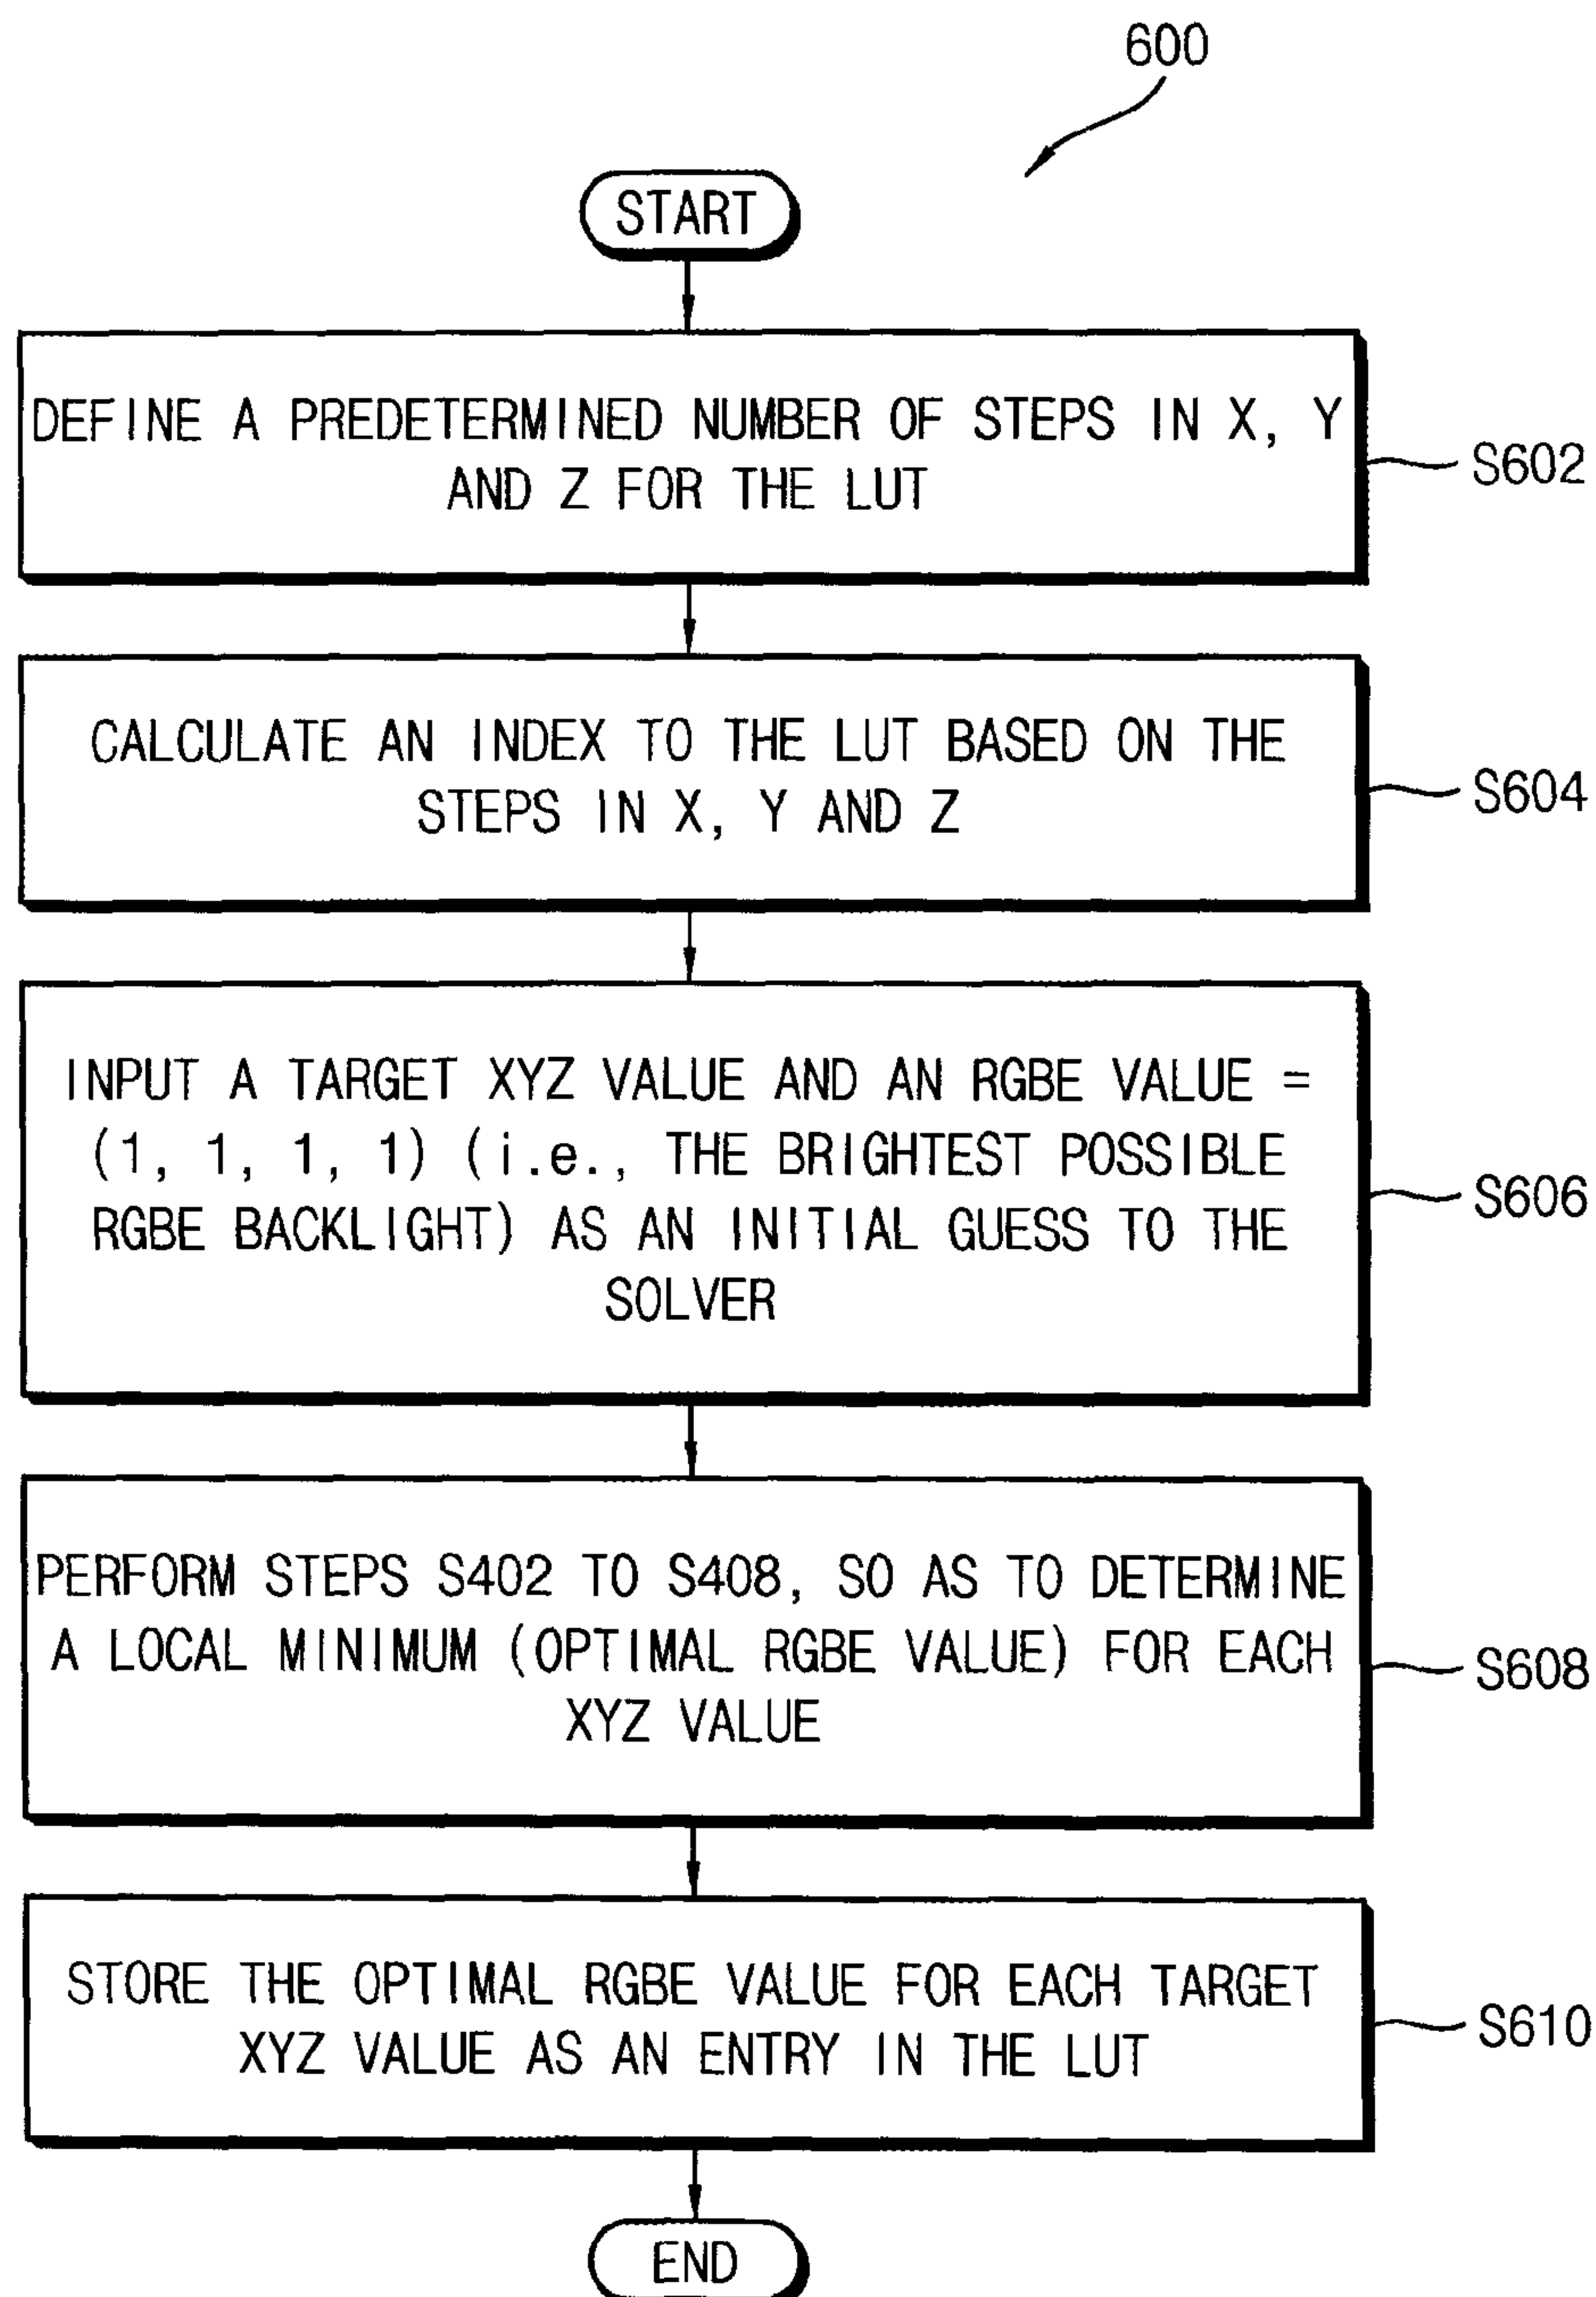 600
START
DEFINE A PREDETERMINED NUMBER OF STEPS IN X, Y
AND Z FOR THE LUT
S602
CALCULATE AN INDEX TO THE LUT BASED ON THE
STEPS IN X, Y AND Z
S604
INPUT A TARGET XYZ VALUE AND AN RGBE VALUE =
(1, 1, 1, 1) (i.e., THE BRIGHTEST POSSIBLE
RGBE BACKLIGHT) AS AN INITIAL GUESS TO THE
SOLVER
S606
PERFORM STEPS S402 TO S408, SO AS TO DETERMINE
A LOCAL MINIMUM (OPTIMAL RGBE VALUE) FOR EACH
XYZ VALUE
S608
STORE THE OPTIMAL RGBE VALUE FOR EACH TARGET
XYZ VALUE AS AN ENTRY IN THE LUT
S610
END